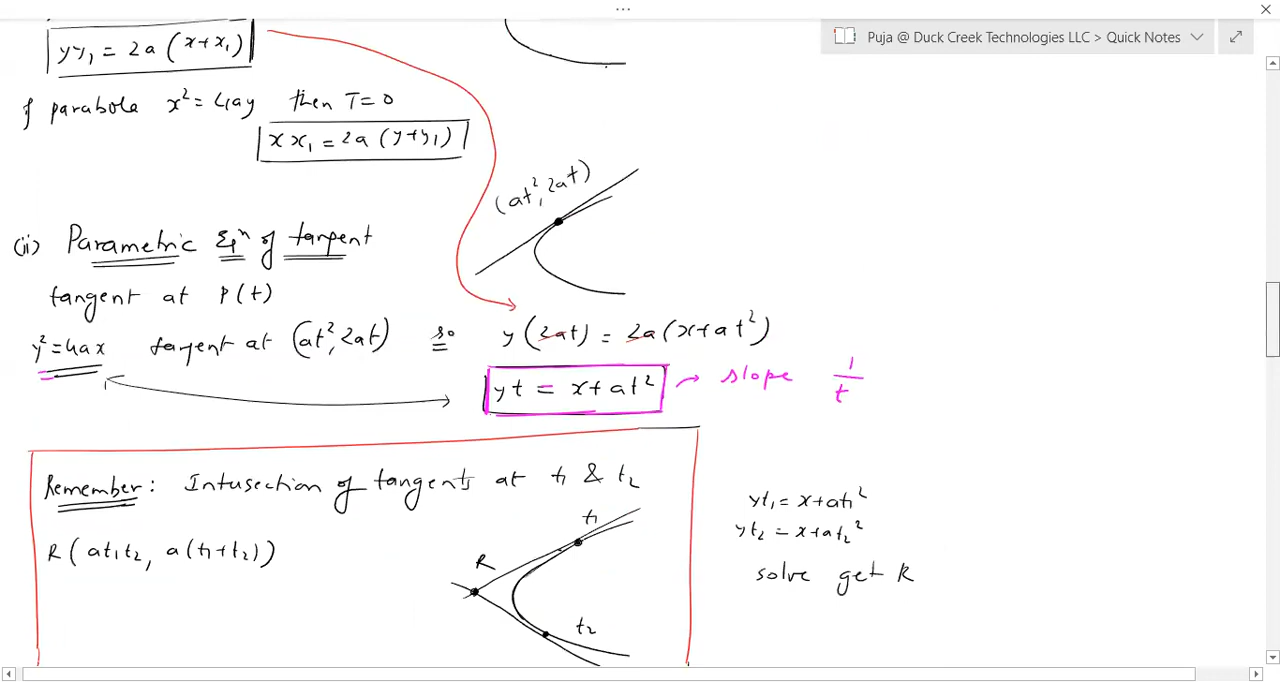 ...
Puja @ Duck Creek Technologies LLC > Quick Notes
yy₁ = 2a (x+x₁)
If parabola x² = 4ay then T=0
xx₁ = 2a (y+y₁)
(at², 2at)
(ii) Parametric Eqⁿ of tangent
tangent at P(t)
y² = 4ax tangent at (at², 2at) so y (2at) = 2a (x+at²)
yt = x+at² → slope 1/t
Remember: Intusection of tangents at t₁ & t₂
R (at₁t₂, a(t₁+t₂))
t₁
R
t₂
yt₁ = x+at₁²
yt₂ = x+at₂²
solve get R